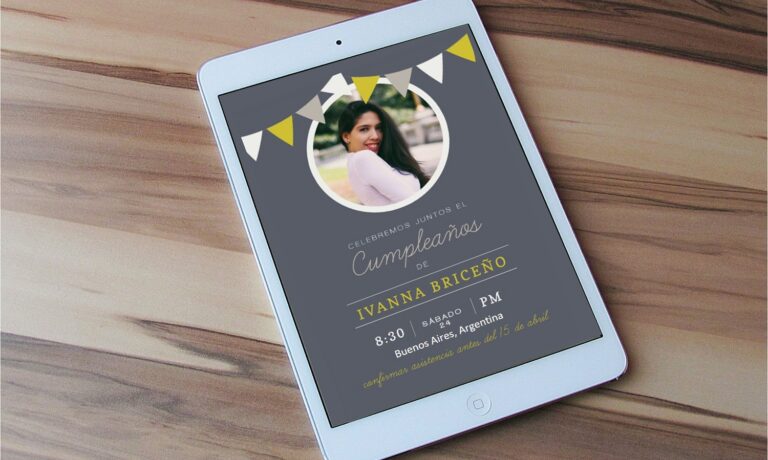 CELEBREMOS JUNTOS EL
Cumpleaños
DE
IVANNA BRICEÑO
8:30 SÁBADO 24 PM
Buenos Aires, Argentina
confirmar asistencia antes del 15 de abril